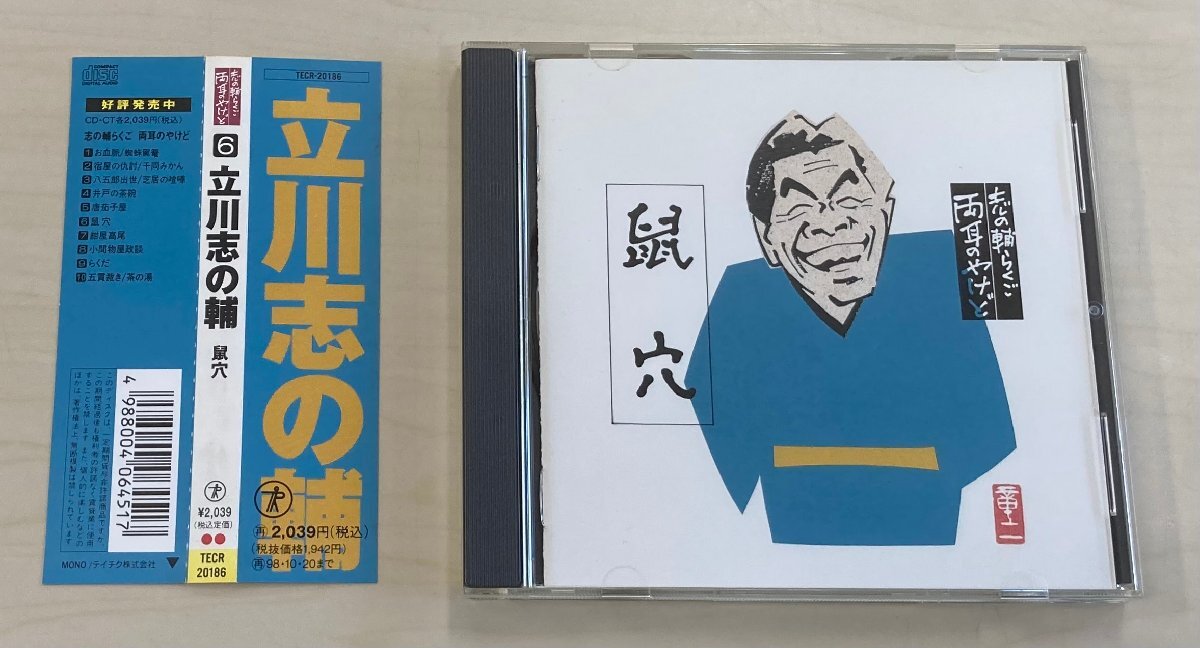 COMPACT
disc
DIGITAL AUDIO
好評発売中
CD・CT各2,039円(税込)
志の輔らくご 両耳のやけど
1 お血脈/蜘蛛駕篭
2 宿屋の仇討/千両みかん
3 八五郎出世/芝居の喧嘩
4 井戸の茶碗
5 唐茄子屋
6 鼠穴
7 紺屋高尾
8 小間物屋政談
9 らくだ
10 五貫裁き/茶の湯
4 988004 064517
MONO/テイチク株式会社
志の輔らくご
両耳のやけど
6 立川志の輔
鼠穴
¥2,039
(税込定価)
TECR
20186
TECR-20186
立川志の輔
再 2,039円(税込)
(税抜価格1,942円)
再 98・10・20まで
鼠穴
志の輔らくご
両耳のやけど